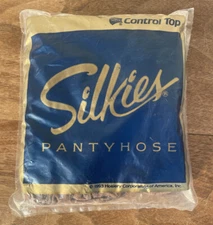 Control Top
Silkies
PANTYHOSE
Hosiery Corporation of America, Inc.